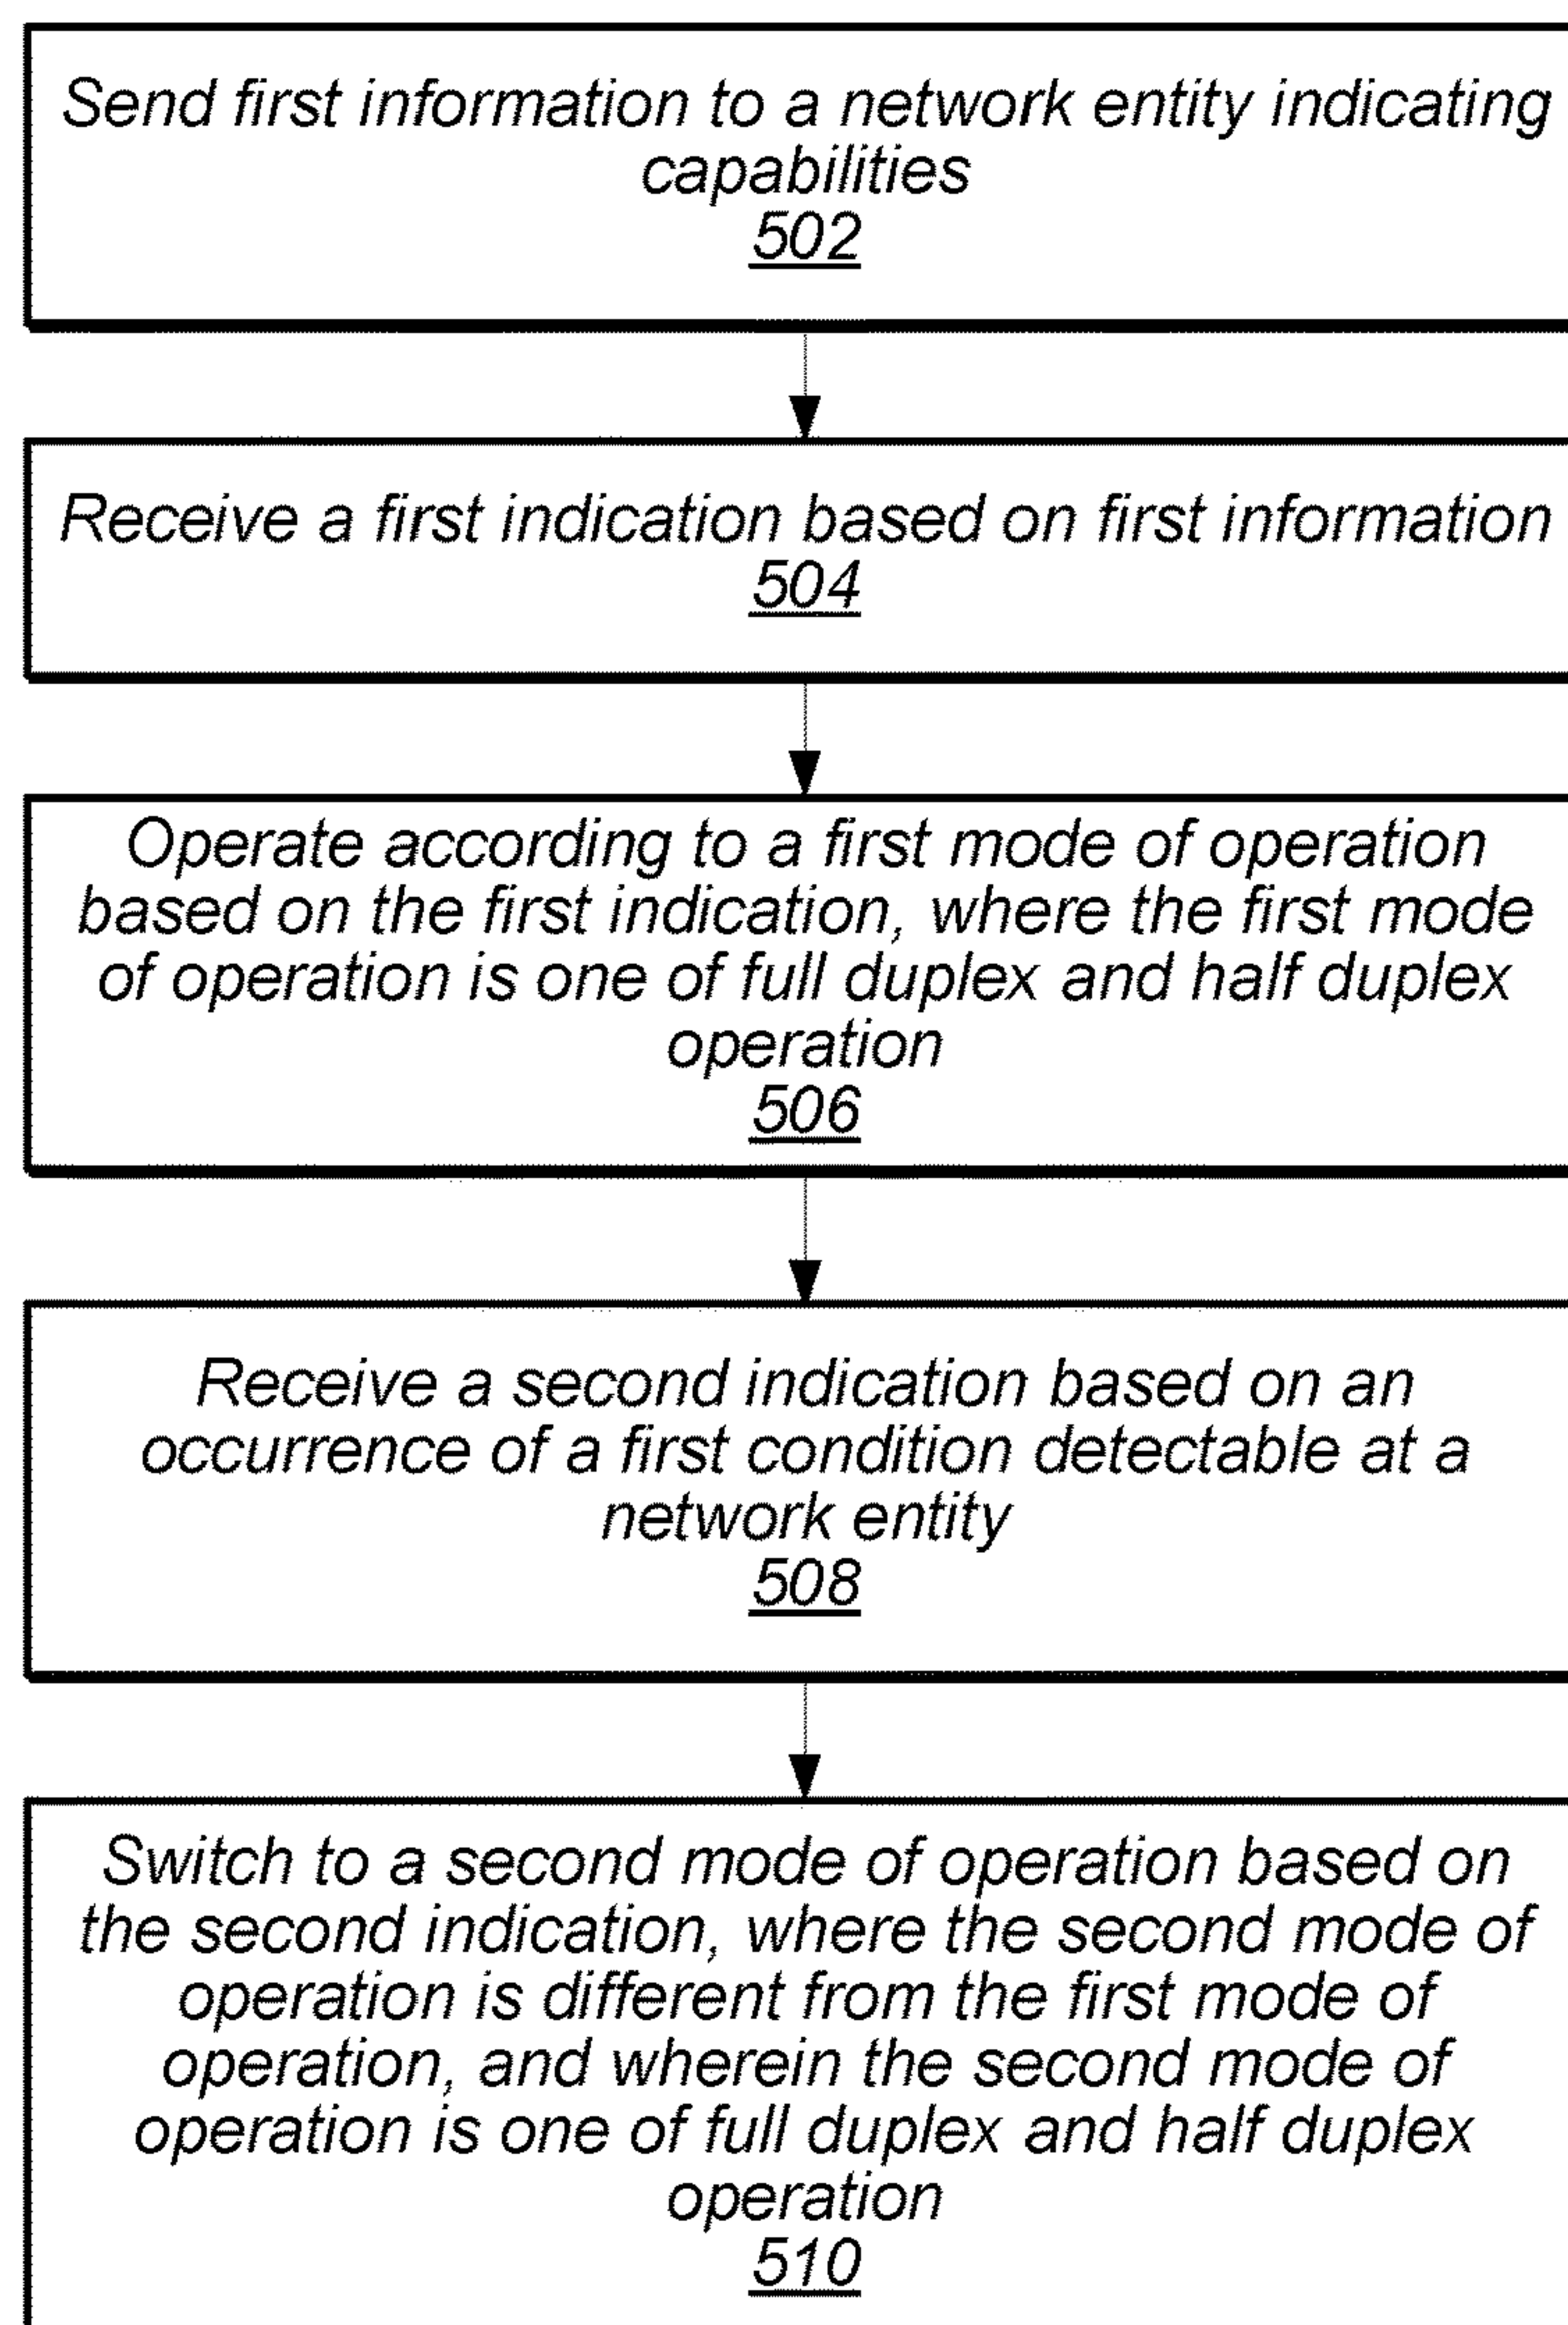 Send first information to a network entity indicating
capabilities
502
Receive a first indication based on first information
504
Operate according to a first mode of operation
based on the first indication, where the first mode
of operation is one of full duplex and half duplex
operation
506
Receive a second indication based on an
occurrence of a first condition detectable at a
network entity
508
Switch to a second mode of operation based on
the second indication, where the second mode of
operation is different from the first mode of
operation, and wherein the second mode of
operation is one of full duplex and half duplex
operation
510